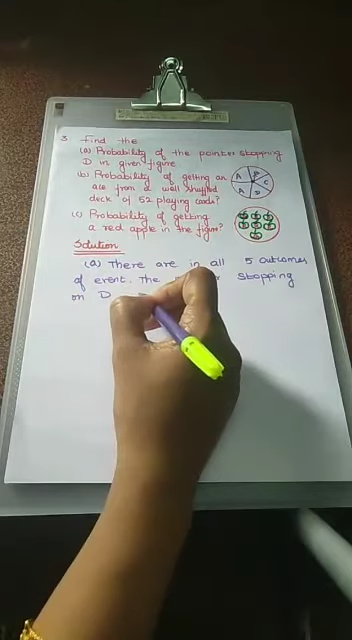 3. Find the
(a) Probability of the pointer stopping
D in given figure
(b) Probability of getting an
ace from a well shuffled
deck of 52 playing cards?
A B C A D
(c) Probability of getting
a red apple in the figure?
Solution
(a) There are in all 5 outcomes
of event. The stopping
on D